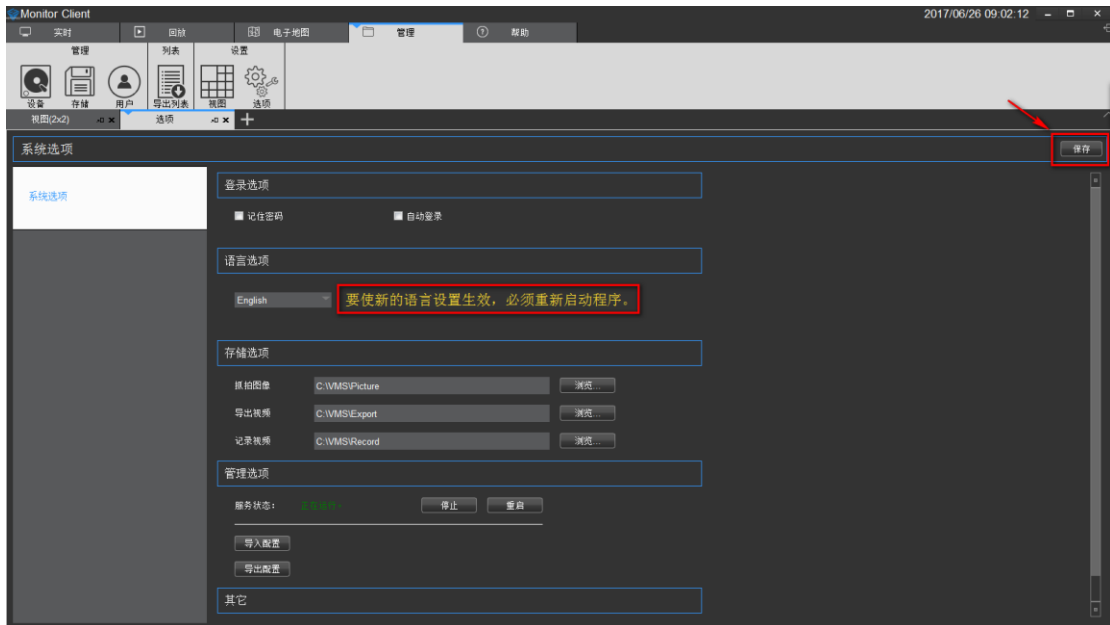 Monitor Client 2017/06/26 09:02:12
实时 回放 电子地图 管理 帮助
管理 列表 设置
设备 存储 用户 导出列表 视图 选项
视图(2x2) 选项
系统选项 保存
系统选项
登录选项
记住密码 自动登录
语言选项
English 要使新的语言设置生效，必须重新启动程序。
存储选项
抓拍图像 C:\VMS\Picture 浏览...
导出视频 C:\VMS\Export 浏览...
记录视频 C:\VMS\Record 浏览...
管理选项
服务状态： 停止 重启
导入配置
导出配置
其它